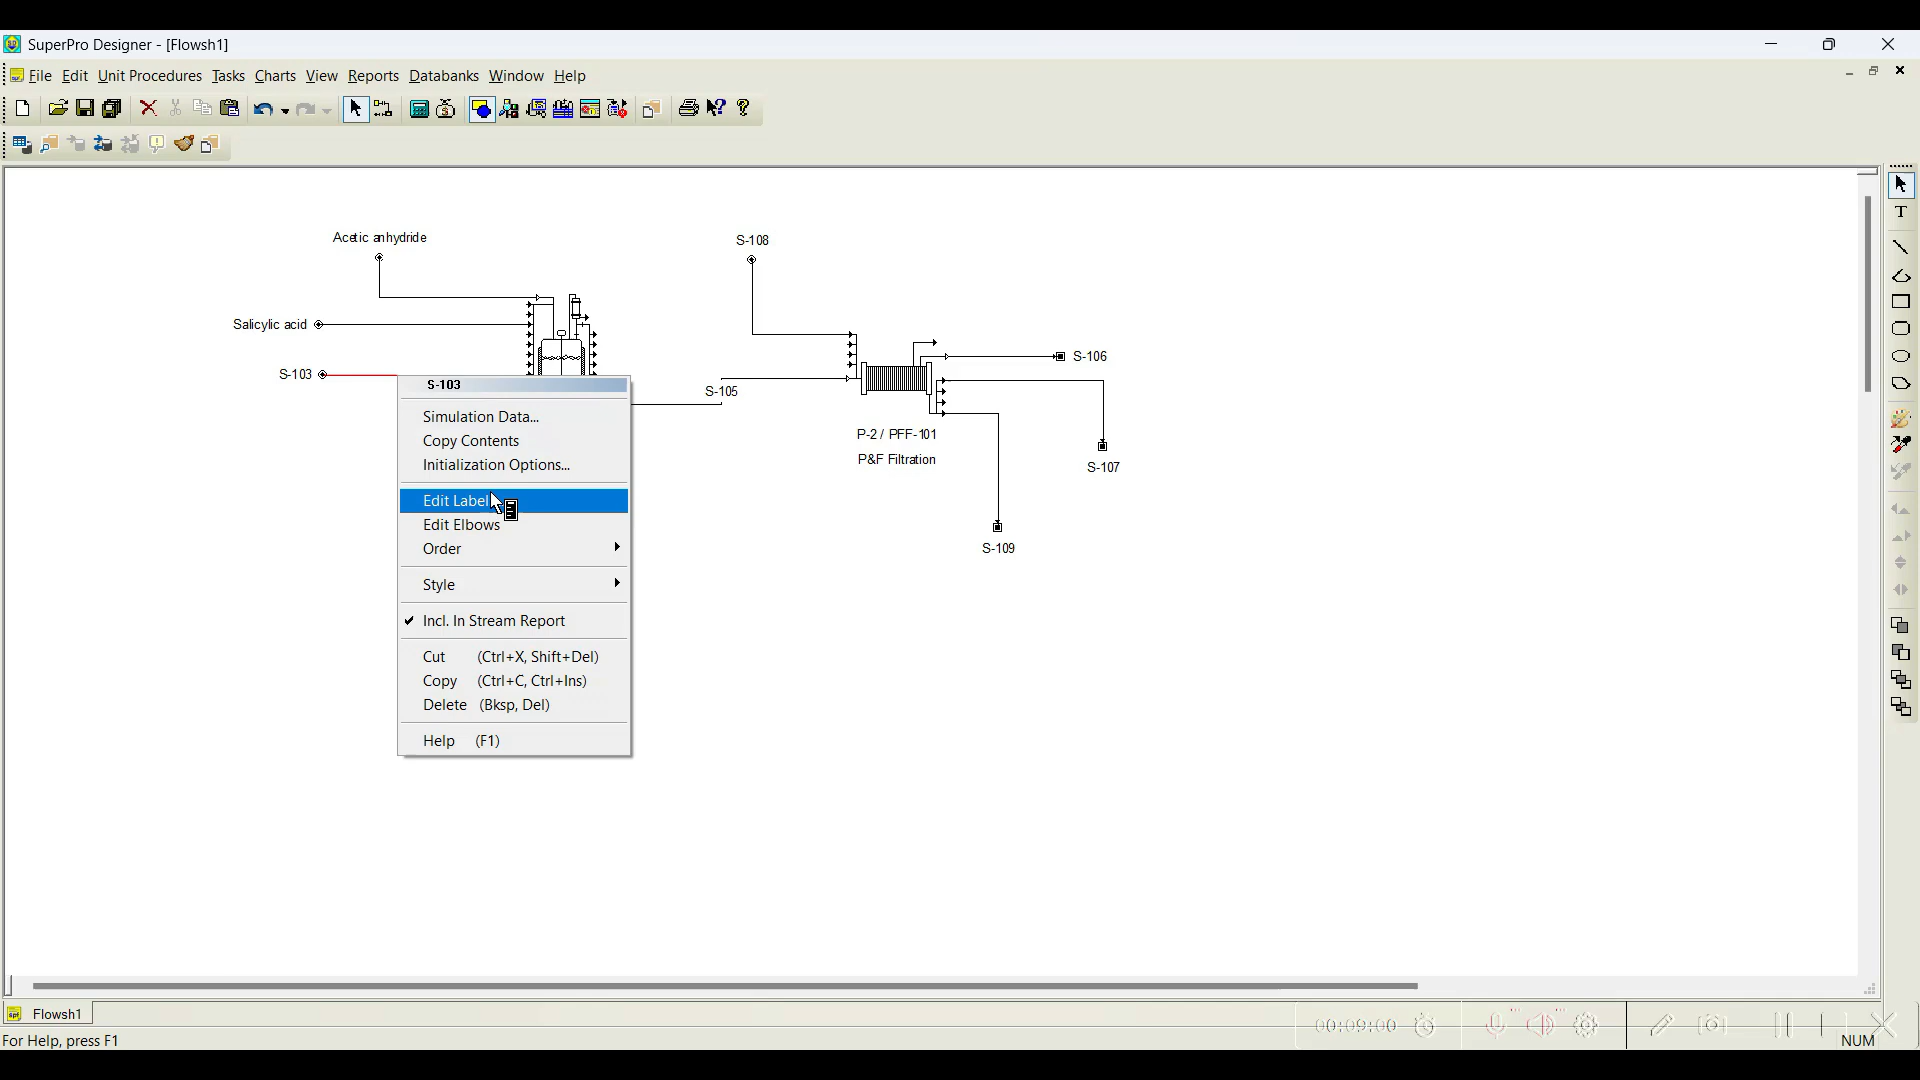 SuperPro Designer - [Flowsh1]
File Edit Unit Procedures Tasks Charts View Reports Databanks Window Help
Acetic anhydride
S-108
Salicylic acid
S-103
S-106
S-103
S-105
Simulation Data...
Copy Contents
P-2 / PFF-101
P&F Filtration
Initialization Options...
S-107
Edit Label
Edit Elbows
Order
S-109
Style
Incl. In Stream Report
Cut (Ctrl+X, Shift+Del)
Copy (Ctrl+C, Ctrl+Ins)
Delete (Bksp, Del)
Help (F1)
Flowsh1
00:09:00
For Help, press F1
NUM